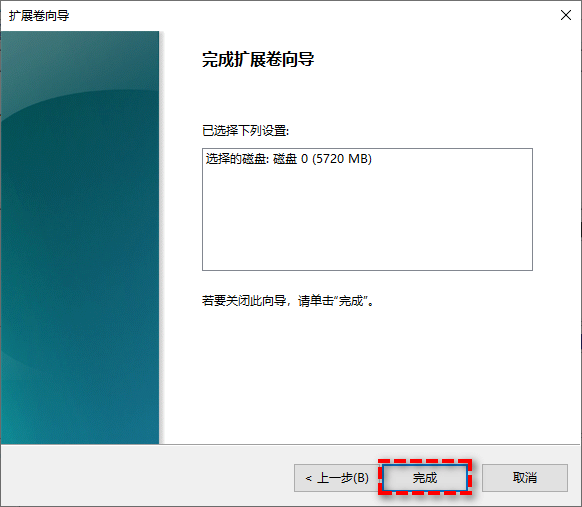 扩展卷向导
完成扩展卷向导
已选择下列设置:
选择的磁盘: 磁盘 0 (5720 MB)
若要关闭此向导，请单击“完成”。
< 上一步(B)
完成
取消